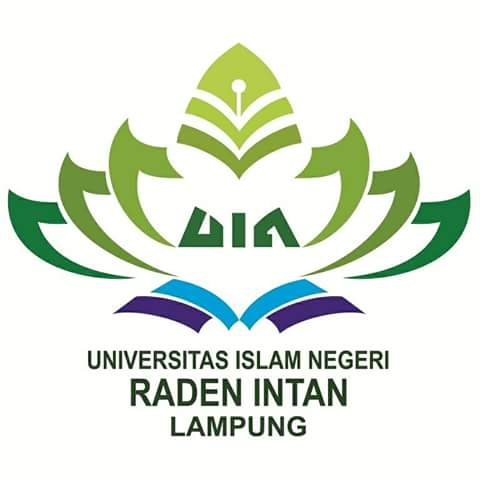 UIN
UNIVERSITAS ISLAM NEGERI
RADEN INTAN
LAMPUNG